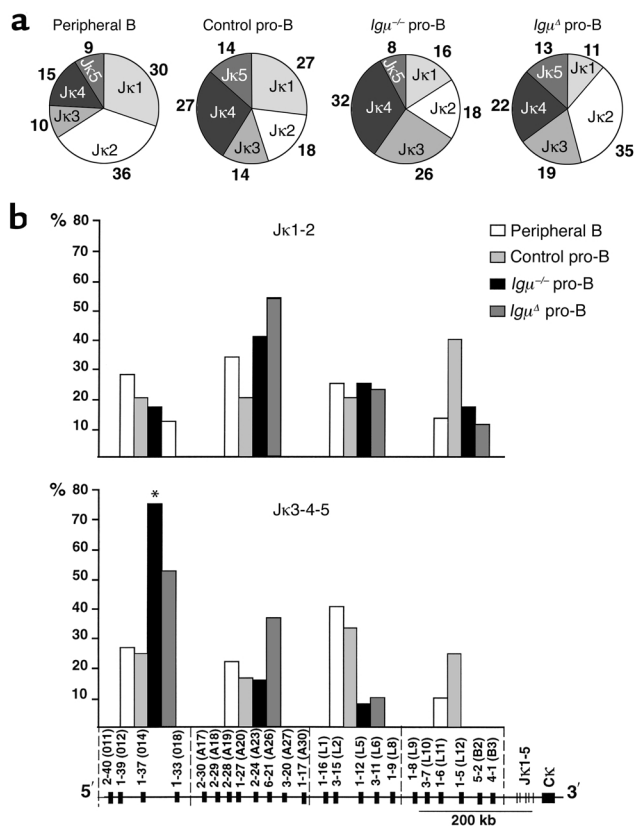 a
Peripheral B
Control pro-B
Igμ−/− pro-B
IgμΔ pro-B
9
Jκ5
15
Jκ4
30
Jκ1
10
Jκ3
Jκ2
36
14
Jκ5
27
Jκ1
27
Jκ4
Jκ2
18
Jκ3
14
8
Jκ5
16
Jκ1
32
Jκ4
Jκ2
18
Jκ3
26
13
Jκ5
11
Jκ1
22
Jκ4
Jκ2
35
Jκ3
19
b
% 80
70
60
50
40
30
20
10
Jκ1-2
Peripheral B
Control pro-B
Igμ−/− pro-B
IgμΔ pro-B
% 80
70
60
50
40
30
20
10
*
Jκ3-4-5
2-40 (011)
1-39 (012)
1-37 (014)
1-33 (018)
2-30 (A17)
2-29 (A18)
2-28 (A19)
1-27 (A20)
2-24 (A23)
6-21 (A26)
3-20 (A27)
1-17 (A30)
1-16 (L1)
3-15 (L2)
1-12 (L5)
3-11 (L6)
1-9 (L8)
1-8 (L9)
3-7 (L10)
1-6 (L11)
1-5 (L12)
5-2 (B2)
4-1 (B3)
Jκ1-5
Cκ
5′
3′
200 kb